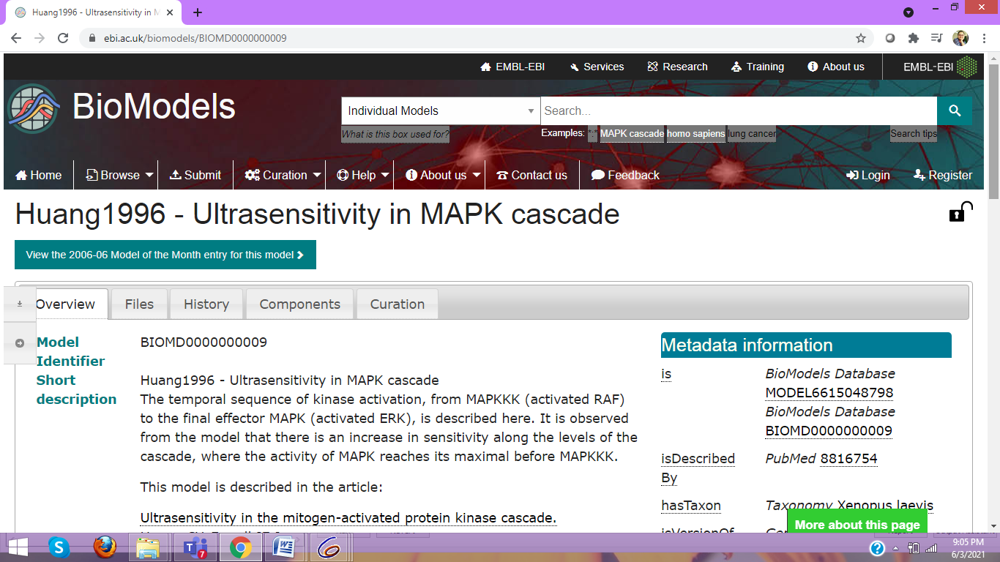 Huang1996 - Ultrasensitivity in M
ebi.ac.uk/biomodels/BIOMD0000000009
EMBL-EBI Services Research Training About us EMBL-EBI
BioModels
Individual Models
Search...
What is this box used for?
Examples: *:* MAPK cascade homo sapiens lung cancer Search tips
Home Browse Submit Curation Help About us Contact us Feedback Login Register
Huang1996 - Ultrasensitivity in MAPK cascade
View the 2006-06 Model of the Month entry for this model
Overview Files History Components Curation
Model Identifier
BIOMD0000000009
Short description
Huang1996 - Ultrasensitivity in MAPK cascade
The temporal sequence of kinase activation, from MAPKKK (activated RAF)
to the final effector MAPK (activated ERK), is described here. It is observed
from the model that there is an increase in sensitivity along the levels of the
cascade, where the activity of MAPK reaches its maximal before MAPKKK.
This model is described in the article:
Ultrasensitivity in the mitogen-activated protein kinase cascade.
Metadata information
is
BioModels Database
MODEL6615048798
BioModels Database
BIOMD0000000009
isDescribed By
PubMed 8816754
hasTaxon
Taxonomy Xenopus laevis
isVersionOf
More about this page
7
9:05 PM
6/3/2021